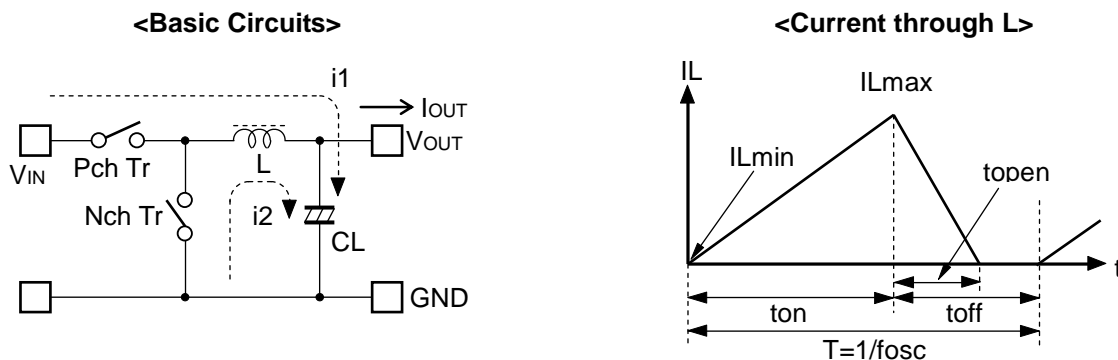 <Basic Circuits>
i1
IOUT
VIN
Pch Tr
L
VOUT
Nch Tr
i2
CL
GND
<Current through L>
IL
ILmax
ILmin
topen
t
ton
toff
T=1/fosc